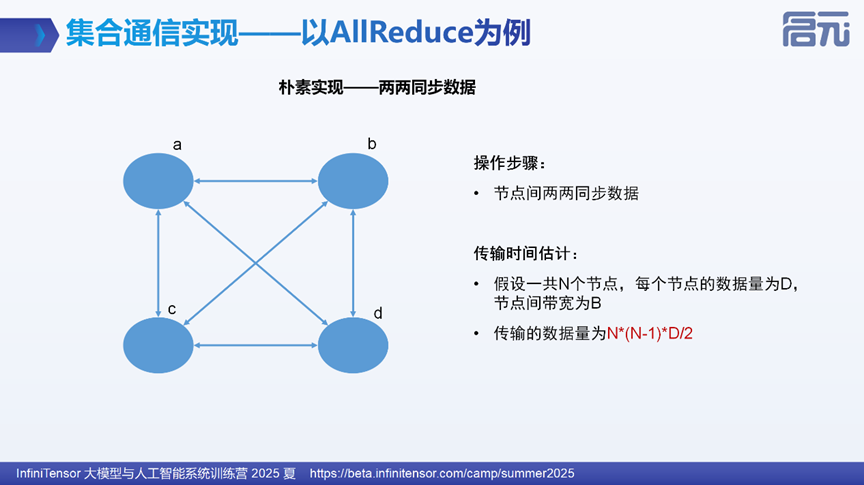 集合通信实现——以AllReduce为例
启元
朴素实现——两两同步数据
a
b
c
d
操作步骤：
• 节点间两两同步数据
传输时间估计：
• 假设一共N个节点，每个节点的数据量为D，
节点间带宽为B
• 传输的数据量为N*(N-1)*D/2
InfiniTensor 大模型与人工智能系统训练营 2025 夏 https://beta.infinitensor.com/camp/summer2025